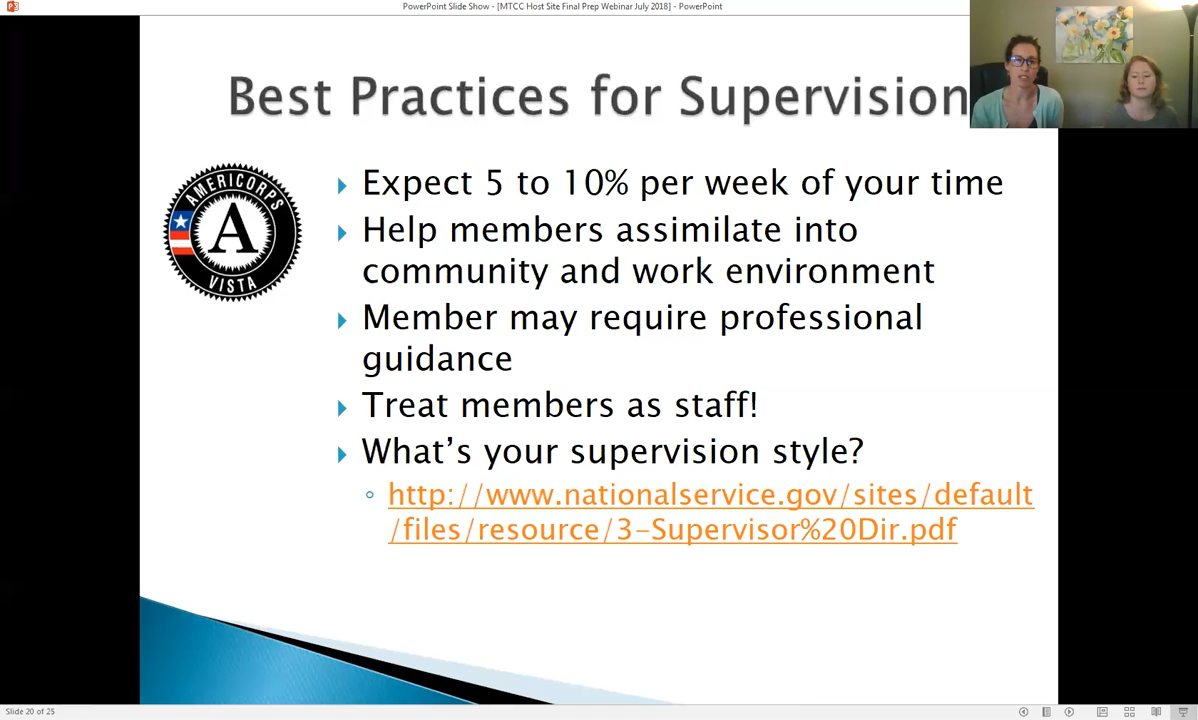 PowerPoint Slide Show - [MTCC Host Site Final Prep Webinar July 2018] - PowerPoint
Best Practices for Supervision
AMERICORPS
A
VISTA
Expect 5 to 10% per week of your time
Help members assimilate into
community and work environment
Member may require professional
guidance
Treat members as staff!
What's your supervision style?
http://www.nationalservice.gov/sites/default
/files/resource/3-Supervisor%20Dir.pdf
Slide 20 of 25